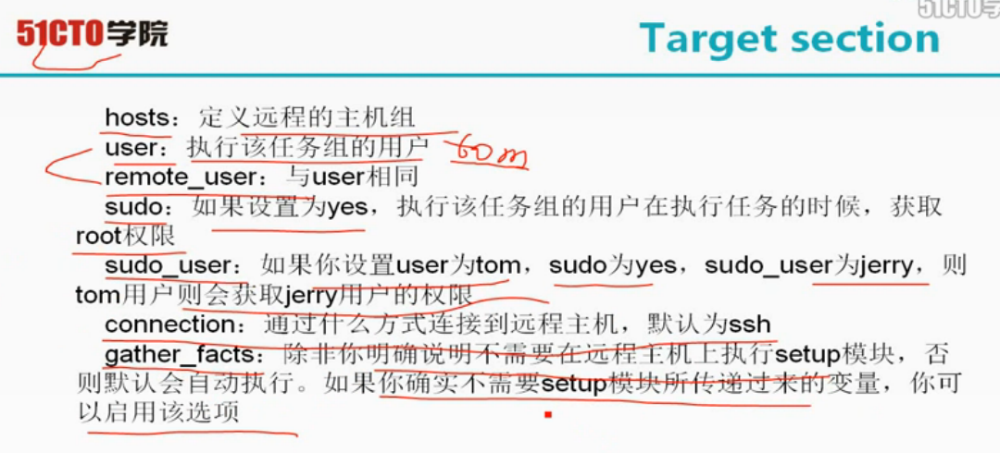 51CTO学
51CTO学院
Target section
hosts：定义远程的主机组
user：执行该任务组的用户 tom
remote_user：与user相同
sudo：如果设置为yes，执行该任务组的用户在执行任务的时候，获取
root权限
sudo_user：如果你设置user为tom，sudo为yes，sudo_user为jerry，则
tom用户则会获取jerry用户的权限
connection：通过什么方式连接到远程主机，默认为ssh
gather_facts：除非你明确说明不需要在远程主机上执行setup模块，否
则默认会自动执行。如果你确实不需要setup模块所传递过来的变量，你可
以启用该选项